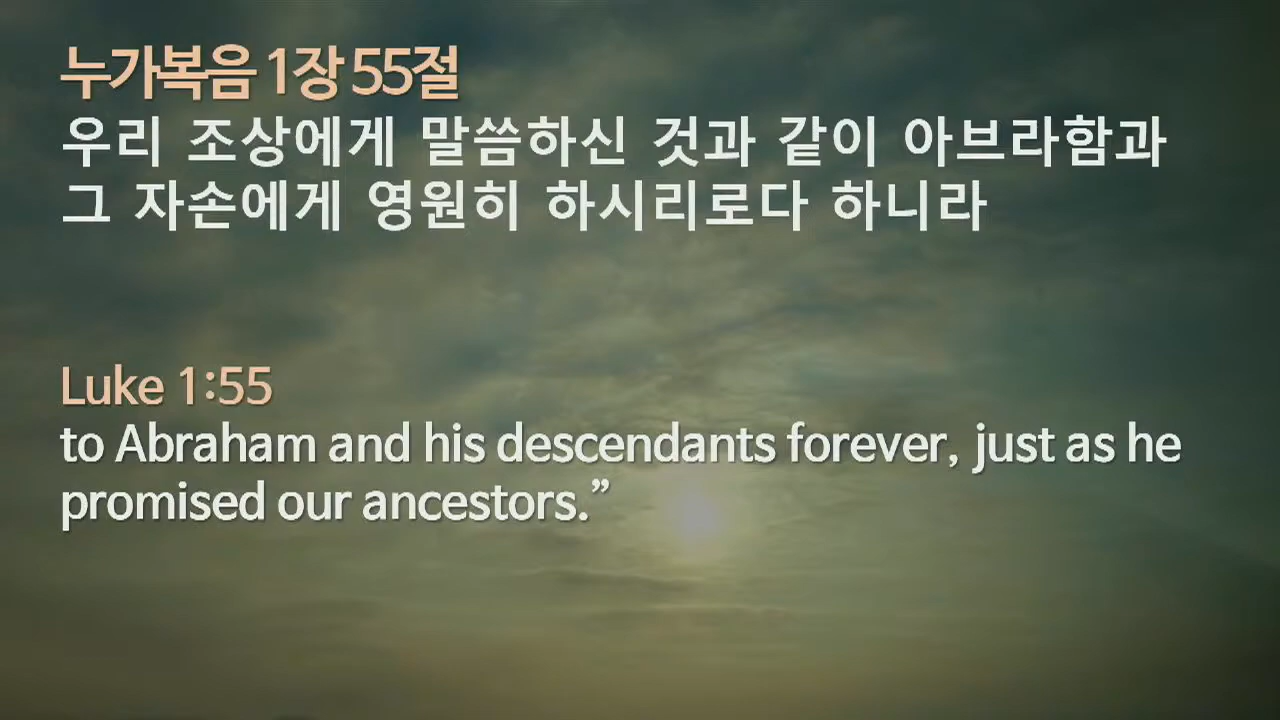 누가복음 1장 55절
우리 조상에게 말씀하신 것과 같이 아브라함과
그 자손에게 영원히 하시리로다 하니라
Luke 1:55
to Abraham and his descendants forever, just as he
promised our ancestors.”